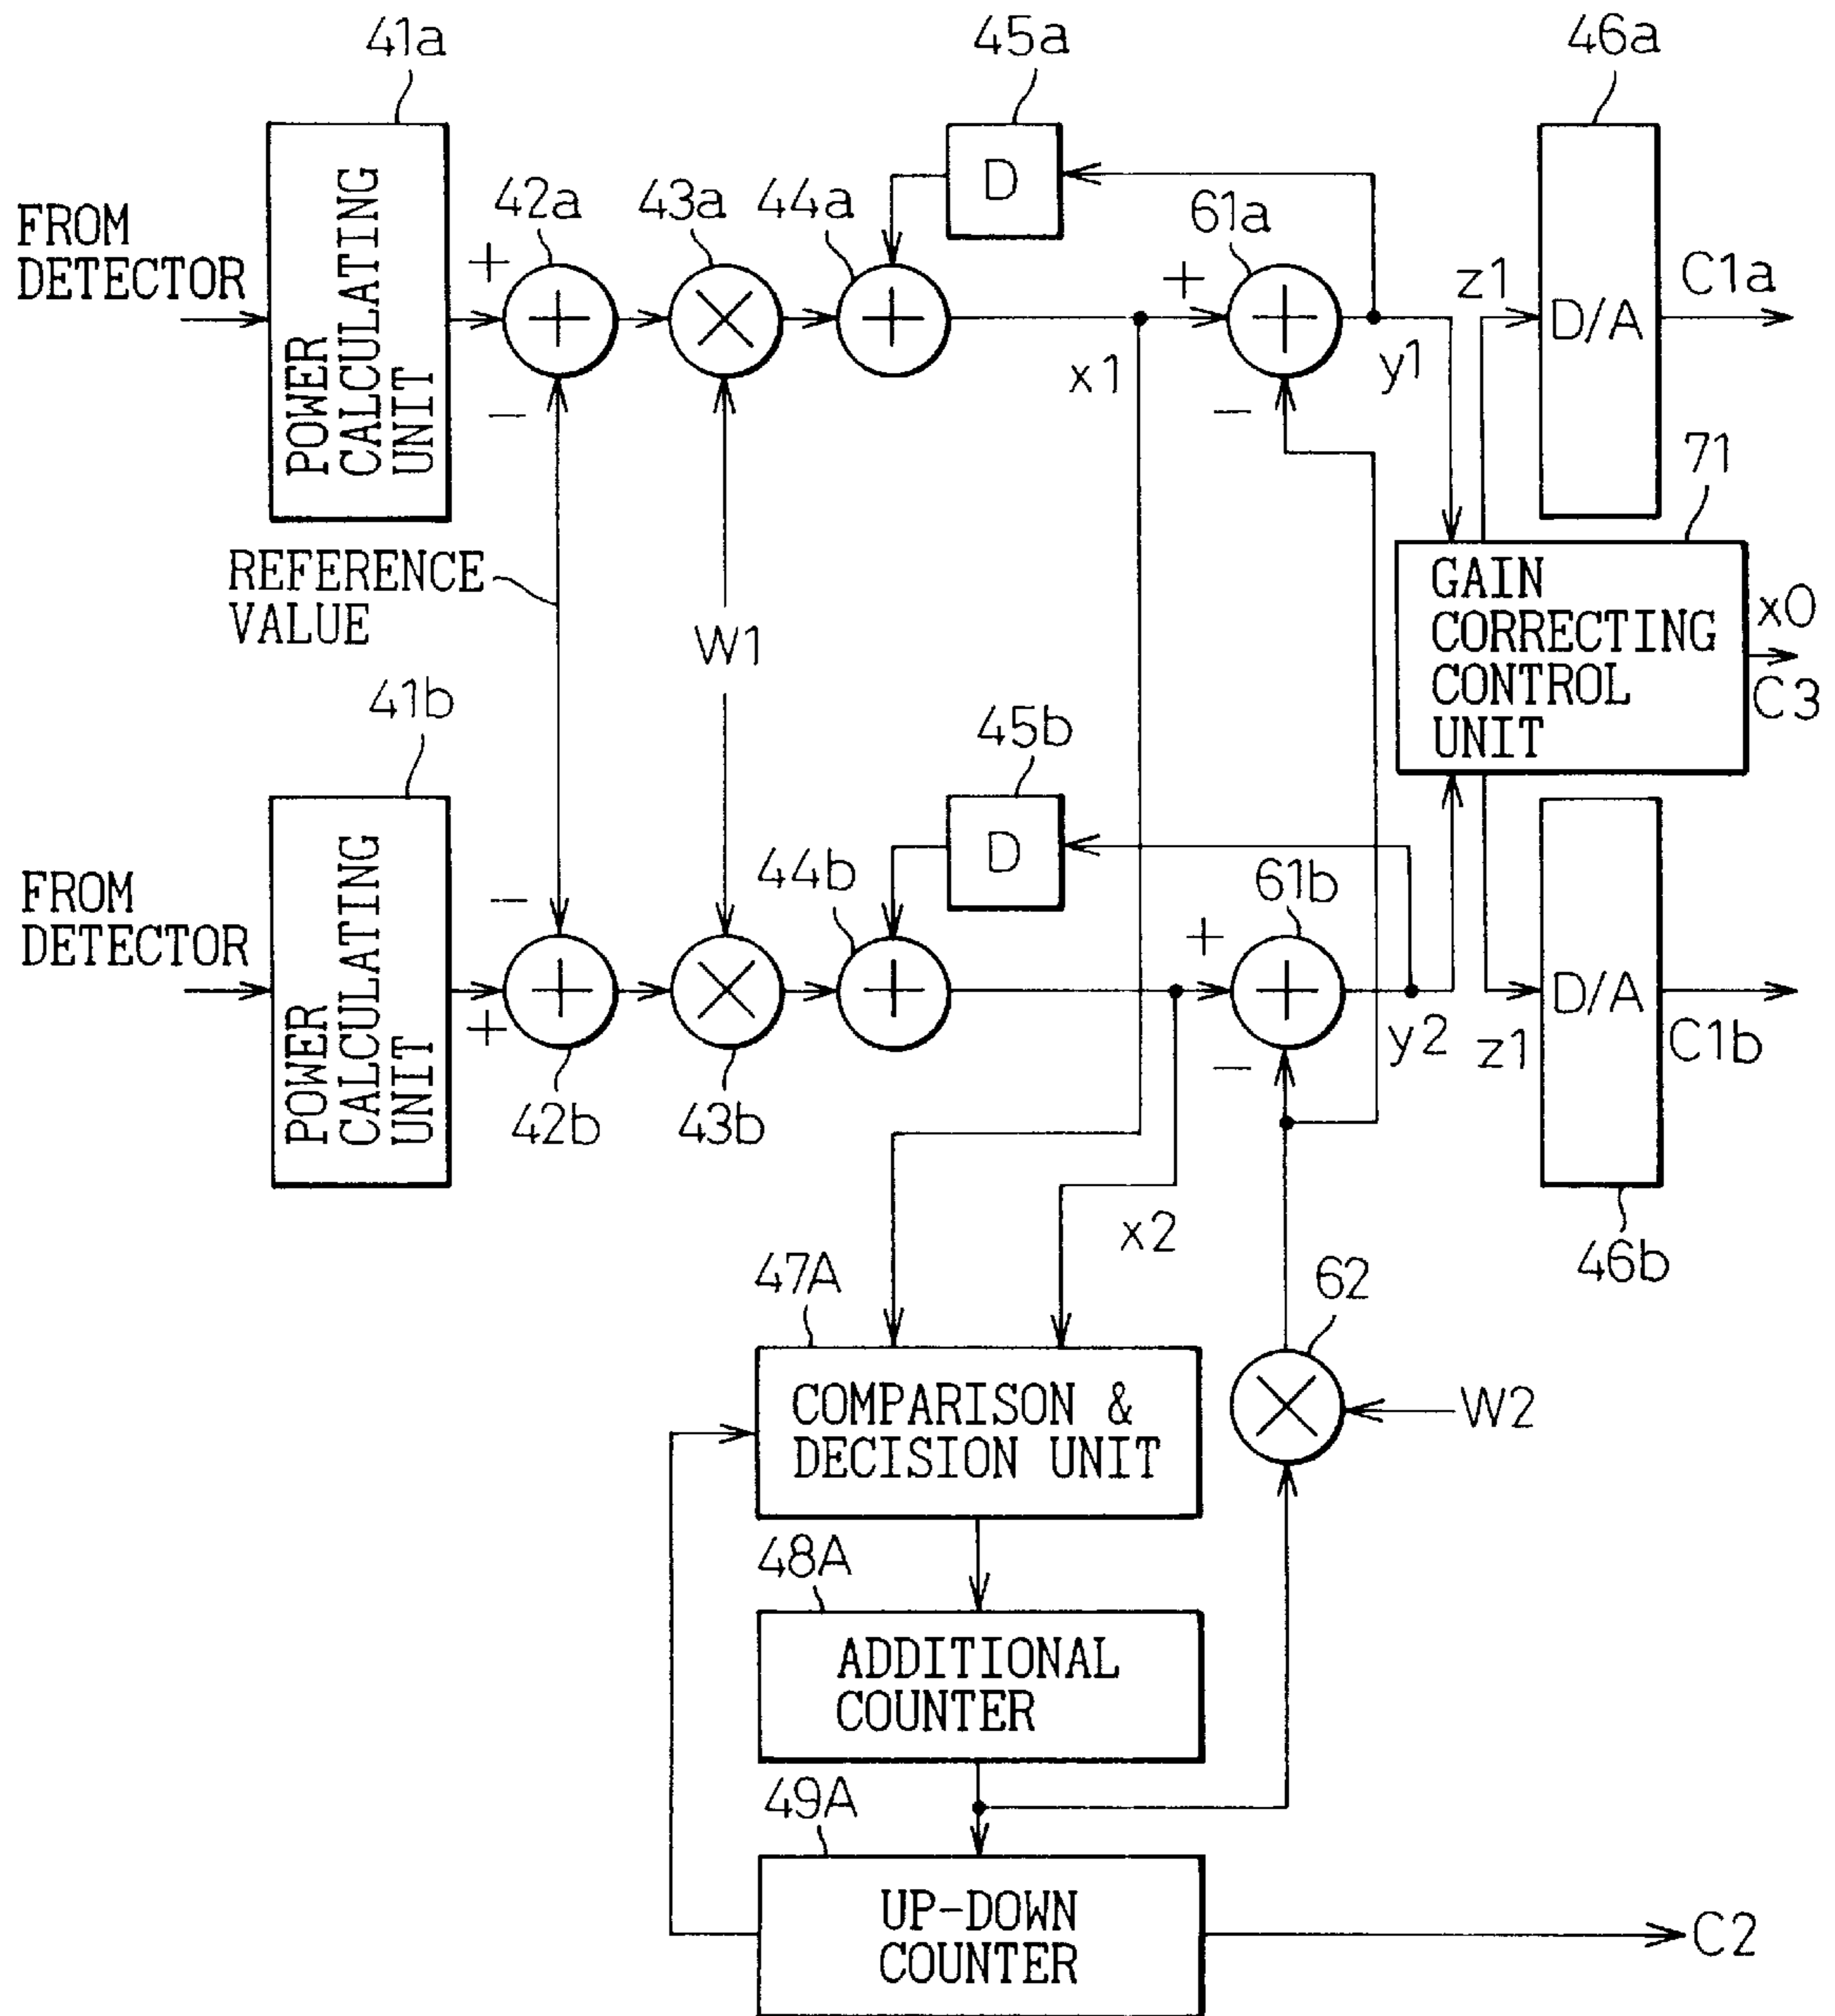 41a
45a
46a
FROM
DETECTOR
POWER
CALCULATING
UNIT
+
42a
43a
44a
D
61a
+
z1
D/A
C1a
−
x1
−
y1
71
REFERENCE
VALUE
W1
GAIN
CORRECTING
CONTROL
UNIT
x0
C3
41b
45b
FROM
DETECTOR
POWER
CALCULATING
UNIT
−
+
42b
43b
44b
D
61b
+
−
y2
z1
D/A
C1b
x2
46b
47A
62
COMPARISON &
DECISION UNIT
W2
48A
ADDITIONAL
COUNTER
49A
UP-DOWN
COUNTER
C2